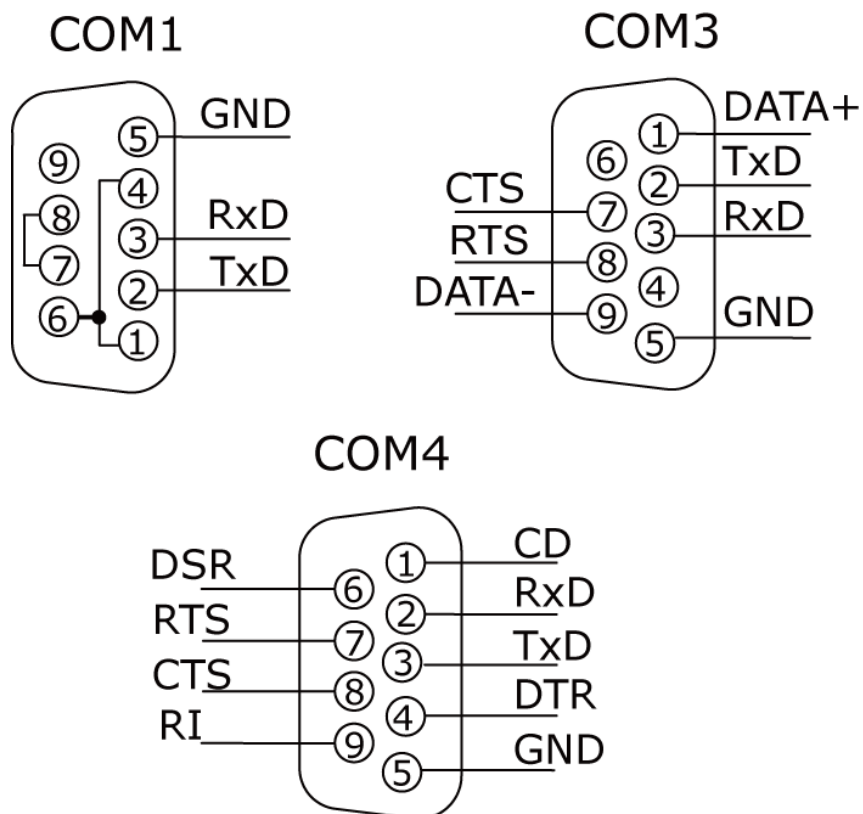 COM1
GND
5
9
4
8
RxD
3
7
TxD
2
6
1
COM3
DATA+
1
6
TxD
2
CTS
7
RxD
3
RTS
8
4
DATA-
9
GND
5
COM4
CD
1
DSR
6
RxD
2
RTS
7
TxD
3
CTS
8
DTR
4
RI
9
GND
5